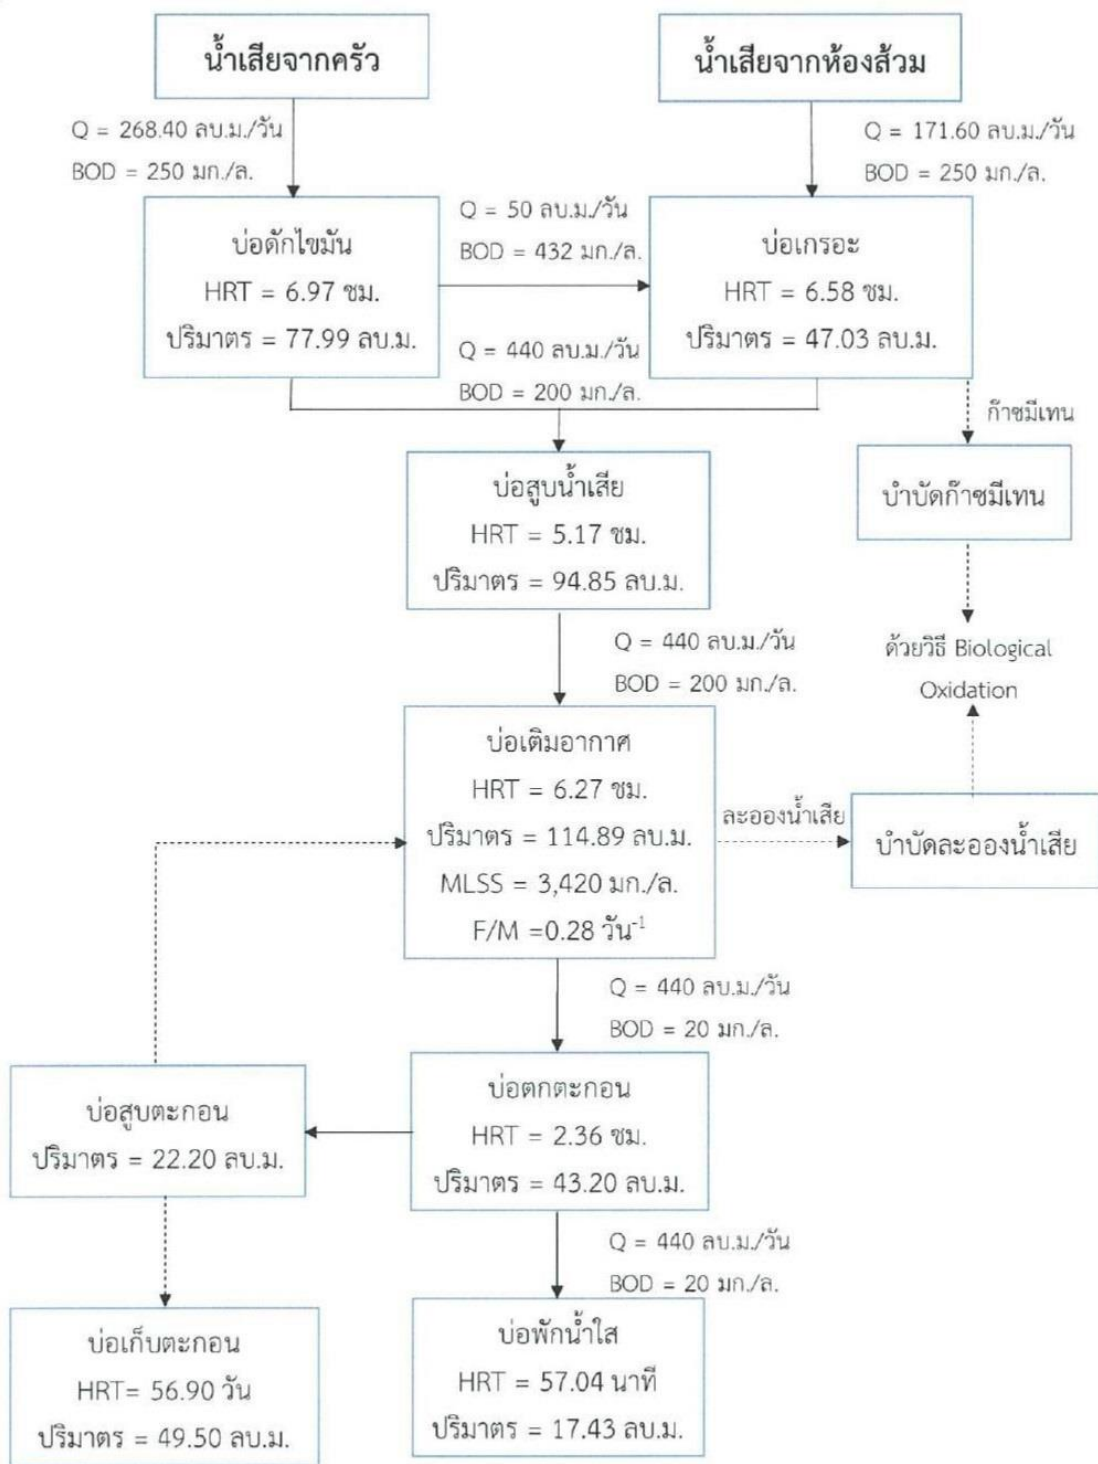 น้ำเสียจากครัว
น้ำเสียจากห้องส้วม
Q = 268.40 ลบ.ม./วัน
BOD = 250 มก./ล.
Q = 171.60 ลบ.ม./วัน
BOD = 250 มก./ล.
บ่อดักไขมัน
HRT = 6.97 ชม.
ปริมาตร = 77.99 ลบ.ม.
Q = 50 ลบ.ม./วัน
BOD = 432 มก./ล.
บ่อเกรอะ
HRT = 6.58 ชม.
ปริมาตร = 47.03 ลบ.ม.
Q = 440 ลบ.ม./วัน
BOD = 200 มก./ล.
ก๊าซมีเทน
บ่อสูบน้ำเสีย
HRT = 5.17 ชม.
ปริมาตร = 94.85 ลบ.ม.
บำบัดก๊าซมีเทน
Q = 440 ลบ.ม./วัน
BOD = 200 มก./ล.
ด้วยวิธี Biological
Oxidation
บ่อเติมอากาศ
HRT = 6.27 ชม.
ปริมาตร = 114.89 ลบ.ม.
MLSS = 3,420 มก./ล.
F/M =0.28 วัน⁻¹
ละอองน้ำเสีย
บำบัดละอองน้ำเสีย
Q = 440 ลบ.ม./วัน
BOD = 20 มก./ล.
บ่อสูบตะกอน
ปริมาตร = 22.20 ลบ.ม.
บ่อตกตะกอน
HRT = 2.36 ชม.
ปริมาตร = 43.20 ลบ.ม.
Q = 440 ลบ.ม./วัน
BOD = 20 มก./ล.
บ่อเก็บตะกอน
HRT= 56.90 วัน
ปริมาตร = 49.50 ลบ.ม.
บ่อพักน้ำใส
HRT = 57.04 นาที
ปริมาตร = 17.43 ลบ.ม.